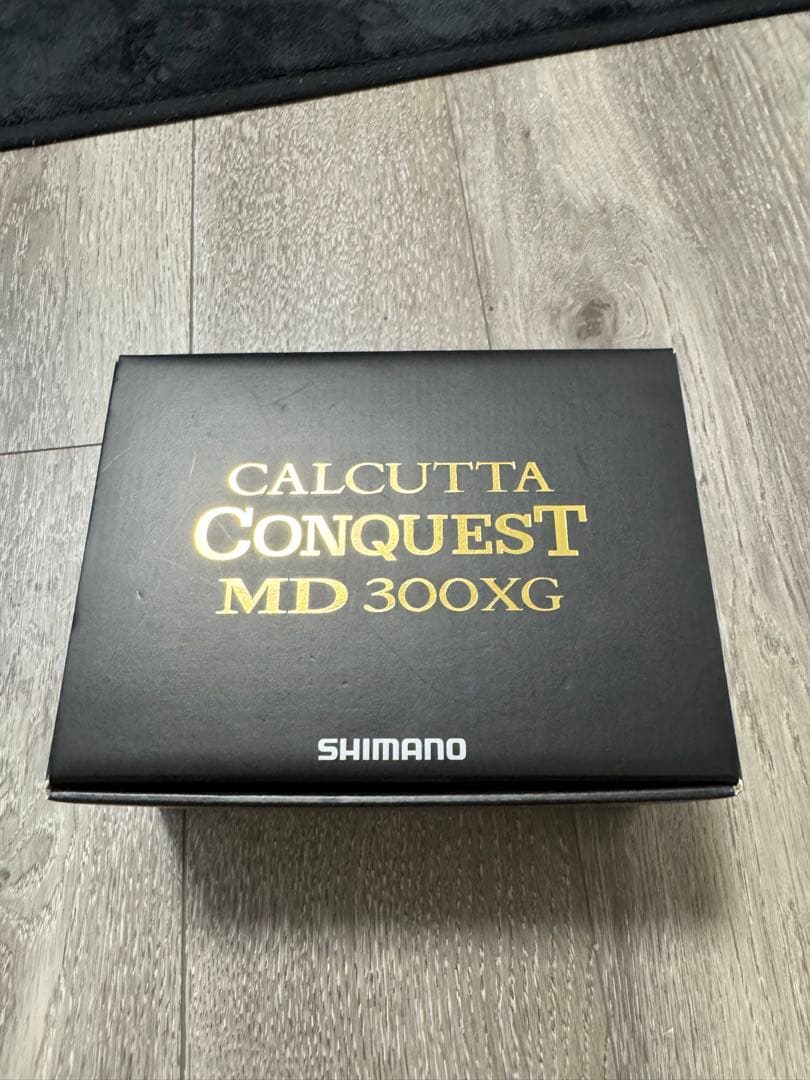 CALCUTTA
CONQUEST
MD 300XG
SHIMANO